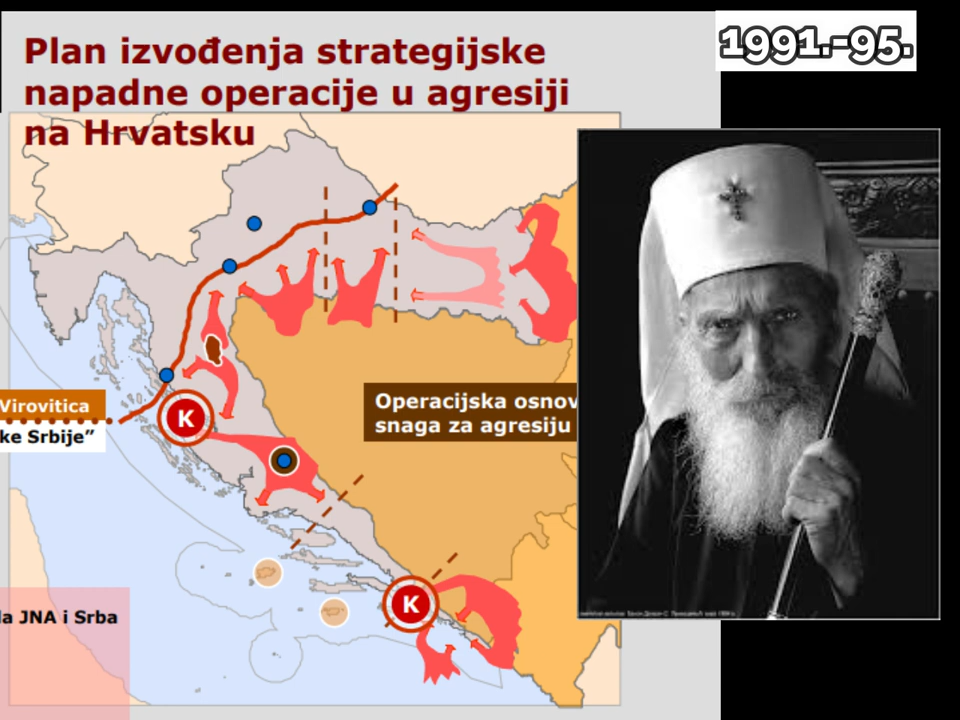 1991.-95.
Plan izvođenja strategijske
napadne operacije u agresiji
na Hrvatsku
Virovitica
ke Srbije”
K
Operacijska osnov
snaga za agresiju
K
la JNA i Srba